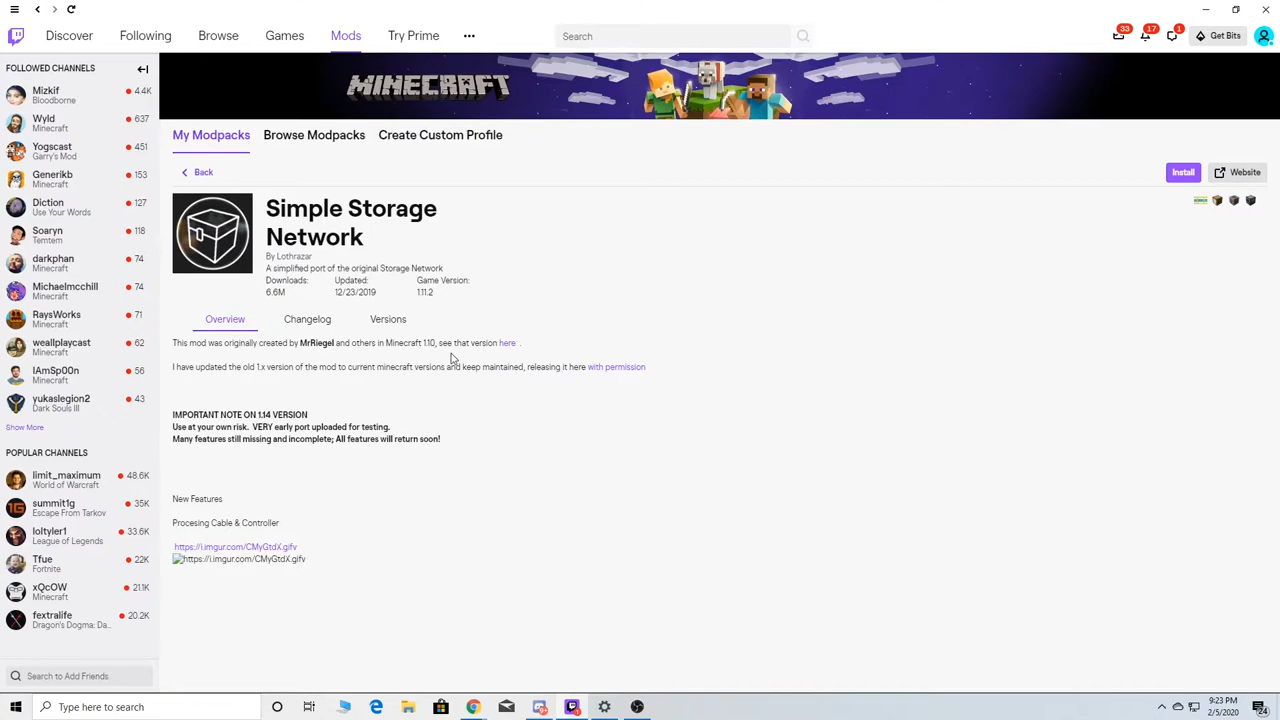 Discover
Following
Browse
Games
Mods
Try Prime
Search
33
17
1
Get Bits
FOLLOWED CHANNELS
Mizkif
4.4K
Bloodborne
Wyld
637
Minecraft
Yogscast
451
Garry's Mod
Generikb
153
Minecraft
Diction
127
Use Your Words
Soaryn
118
Temtem
darkphan
74
Minecraft
Michaelmcchill
74
Minecraft
RaysWorks
71
Minecraft
weallplaycast
62
Minecraft
IAmSp00n
56
Minecraft
yukaslegion2
43
Dark Souls III
Show More
POPULAR CHANNELS
limit_maximum
48.6K
World of Warcraft
summit1g
35K
Escape From Tarkov
loltyler1
33.6K
League of Legends
Tfue
22K
Fortnite
xQcOW
21.1K
Minecraft
fextralife
20.2K
Dragon's Dogma: Da...
Search to Add Friends
MINECRAFT
My Modpacks
Browse Modpacks
Create Custom Profile
Back
Install
Website
Simple Storage
Network
By Lothrazar
A simplified port of the original Storage Network
Downloads: Updated: Game Version:
6.6M 12/23/2019 1.11.2
Overview
Changelog
Versions
This mod was originally created by MrRiegel and others in Minecraft 1.10, see that version here .
I have updated the old 1.x version of the mod to current minecraft versions and keep maintained, releasing it here with permission
IMPORTANT NOTE ON 1.14 VERSION
Use at your own risk. VERY early port uploaded for testing.
Many features still missing and incomplete; All features will return soon!
New Features
Procesing Cable & Controller
https://i.imgur.com/CMyGtdX.gifv
https://i.imgur.com/CMyGtdX.gifv
Type here to search
9:23 PM
2/5/2020
24